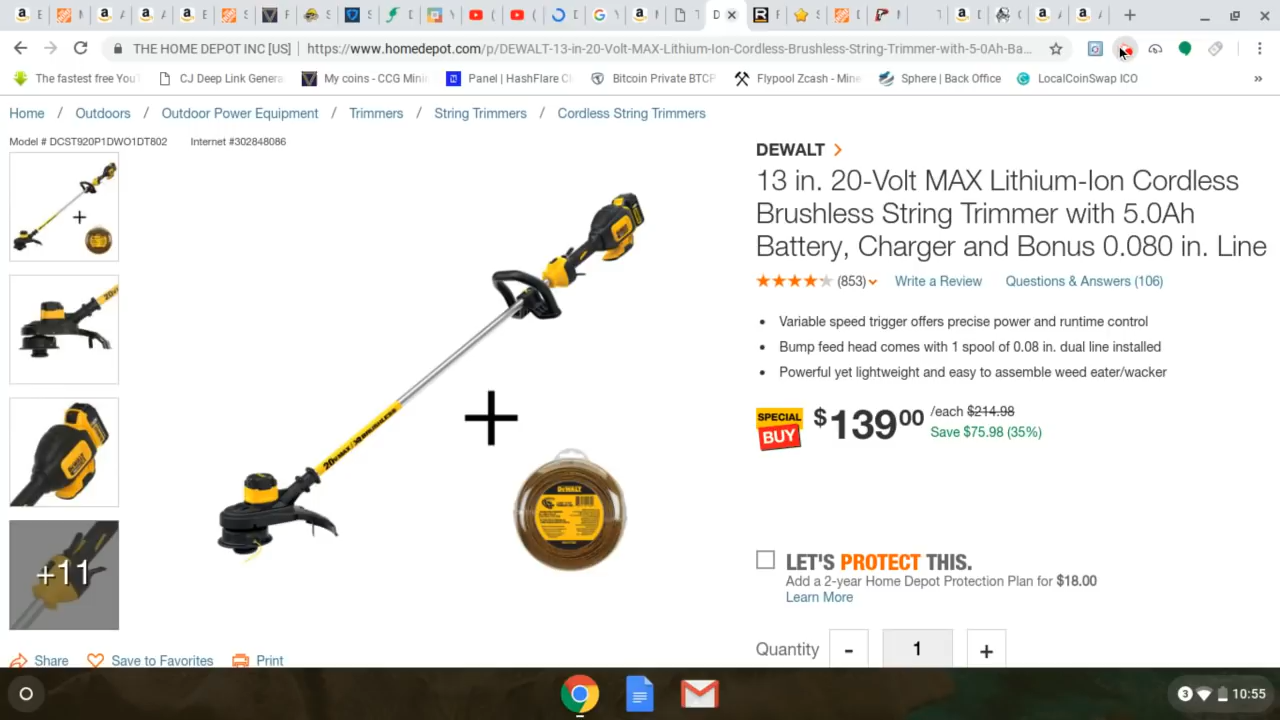 THE HOME DEPOT INC [US] | https://www.homedepot.com/p/DEWALT-13-in-20-Volt-MAX-Lithium-Ion-Cordless-Brushless-String-Trimmer-with-5-0Ah-Ba...
The fastest free You
CJ Deep Link Genera
My coins - CCG Mini
Panel | HashFlare C
Bitcoin Private BTCP
Flypool Zcash - Mine
Sphere | Back Office
LocalCoinSwap ICO
»
Home / Outdoors / Outdoor Power Equipment / Trimmers / String Trimmers / Cordless String Trimmers
Model # DCST920P1DWO1DT802 Internet #302848086
DEWALT
13 in. 20-Volt MAX Lithium-Ion Cordless
Brushless String Trimmer with 5.0Ah
Battery, Charger and Bonus 0.080 in. Line
(853) Write a Review Questions & Answers (106)
• Variable speed trigger offers precise power and runtime control
• Bump feed head comes with 1 spool of 0.08 in. dual line installed
• Powerful yet lightweight and easy to assemble weed eater/wacker
SPECIAL
BUY
$13900 /each $214.98
Save $75.98 (35%)
20V MAX XR BRUSHLESS
DEWALT
+11
LET'S PROTECT THIS.
Add a 2-year Home Depot Protection Plan for $18.00
Learn More
Quantity - 1 +
Share Save to Favorites Print
3 10:55